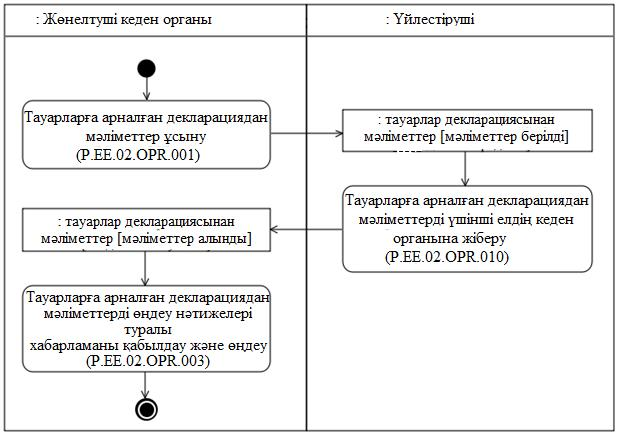 : Жөнелтуші кеден органы
: Үйлестіруші
Тауарларға арналған декларациядан
мәліметтер ұсыну
(P.EE.02.OPR.001)
: тауарлар декларациясынан
мәліметтер [мәліметтер берілді]
Тауарларға арналған декларациядан
мәліметтерді үшінші елдің кеден
органына жіберу
(P.EE.02.OPR.010)
: тауарлар декларациясынан
мәліметтер [мәліметтер алынды]
Тауарларға арналған декларациядан
мәліметтерді өңдеу нәтижелері
туралы
хабарламаны қабылдау және өңдеу
(P.EE.02.OPR.003)